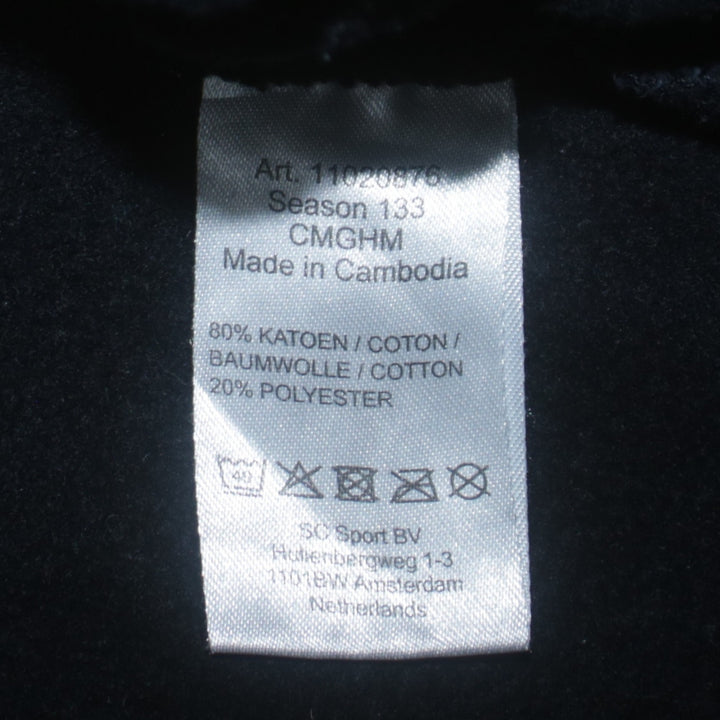 Art. 11020876
Season 133
CMGHM
Made in Cambodia
80% KATOEN / COTON /
BAUMWOLLE / COTTON
20% POLYESTER
40
SC Sport BV
Hullenbergweg 1-3
1101BW Amsterdam
Netherlands